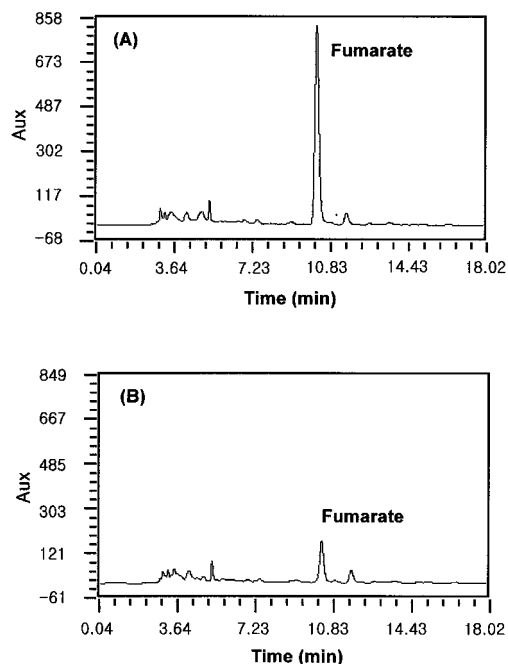 858
(A)
Fumarate
673
487
Aux
302
117
−68
0.04 3.64 7.23 10.83 14.43 18.02
Time (min)
849
(B)
667
485
Aux
303
Fumarate
121
−61
0.04 3.64 7.23 10.83 14.43 18.02
Time (min)